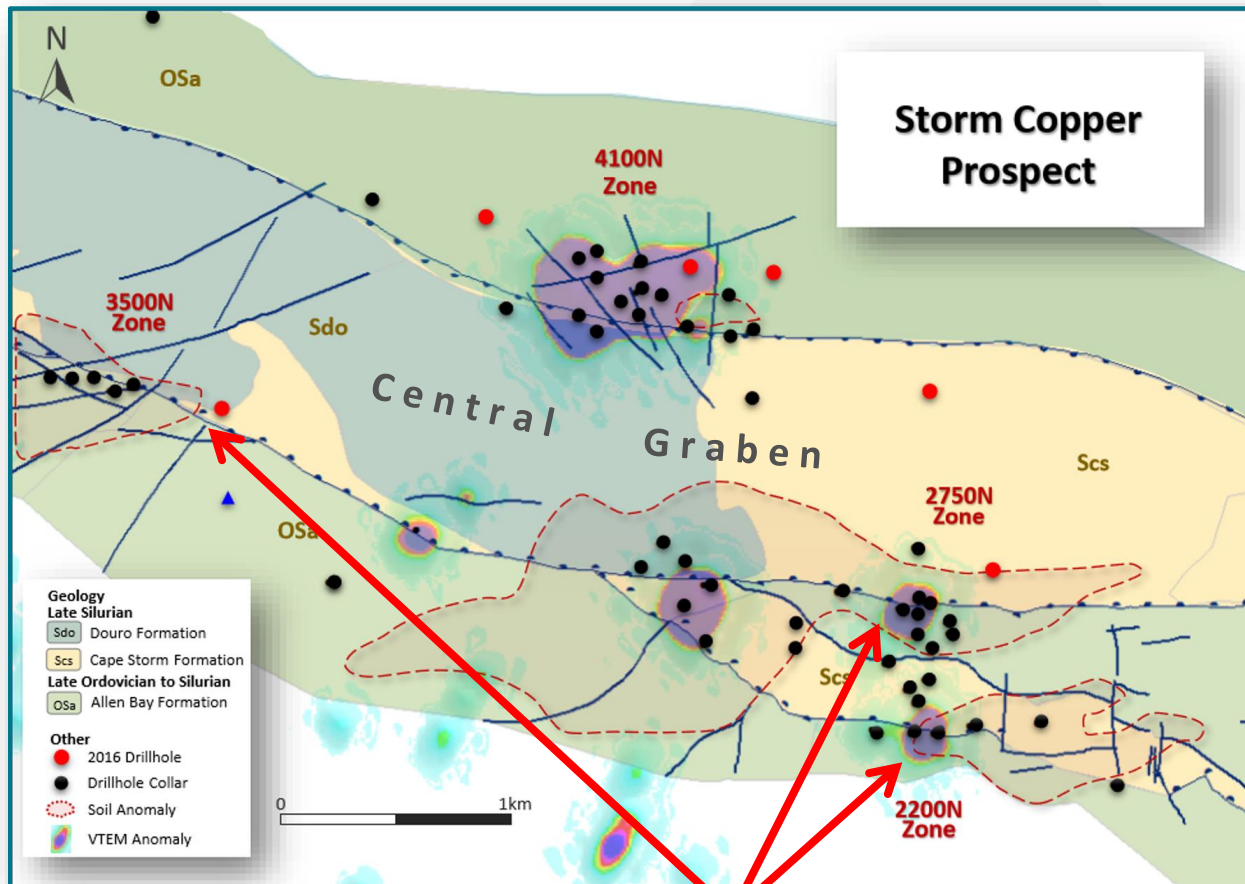 N
OSa
Storm Copper
Prospect
4100N
Zone
3500N
Zone
Sdo
Central
Graben
Scs
2750N
Zone
OSa
Scs
2200N
Zone
Geology
Late Silurian
Sdo Douro Formation
Scs Cape Storm Formation
Late Ordovician to Silurian
OSa Allen Bay Formation
Other
2016 Drillhole
Drillhole Collar
Soil Anomaly
VTEM Anomaly
0 1km